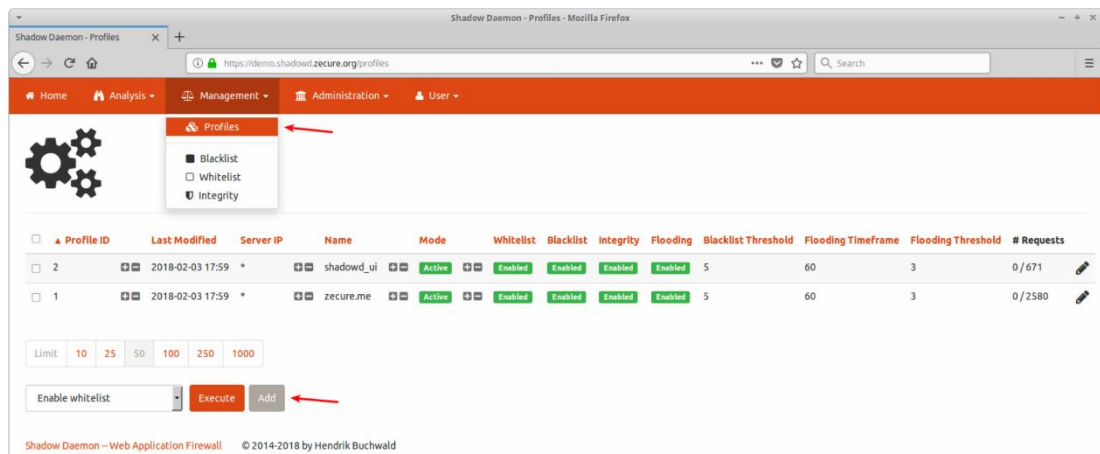 Shadow Daemon - Profiles - Mozilla Firefox
Shadow Daemon - Profiles
https://demo.shadowd.zecure.org/profiles
Search
Home Analysis Management Administration User
Profiles
Blacklist
Whitelist
Integrity
Profile ID Last Modified Server IP Name Mode Whitelist Blacklist Integrity Flooding Blacklist Threshold Flooding Timeframe Flooding Threshold # Requests
2 2018-02-03 17:59 * shadowd_ui Active Enabled Enabled Enabled Enabled 5 60 3 0 / 671
1 2018-02-03 17:59 * zecure.me Active Enabled Enabled Enabled Enabled 5 60 3 0 / 2580
Limit 10 25 50 100 250 1000
Enable whitelist Execute Add
Shadow Daemon — Web Application Firewall © 2014-2018 by Hendrik Buchwald